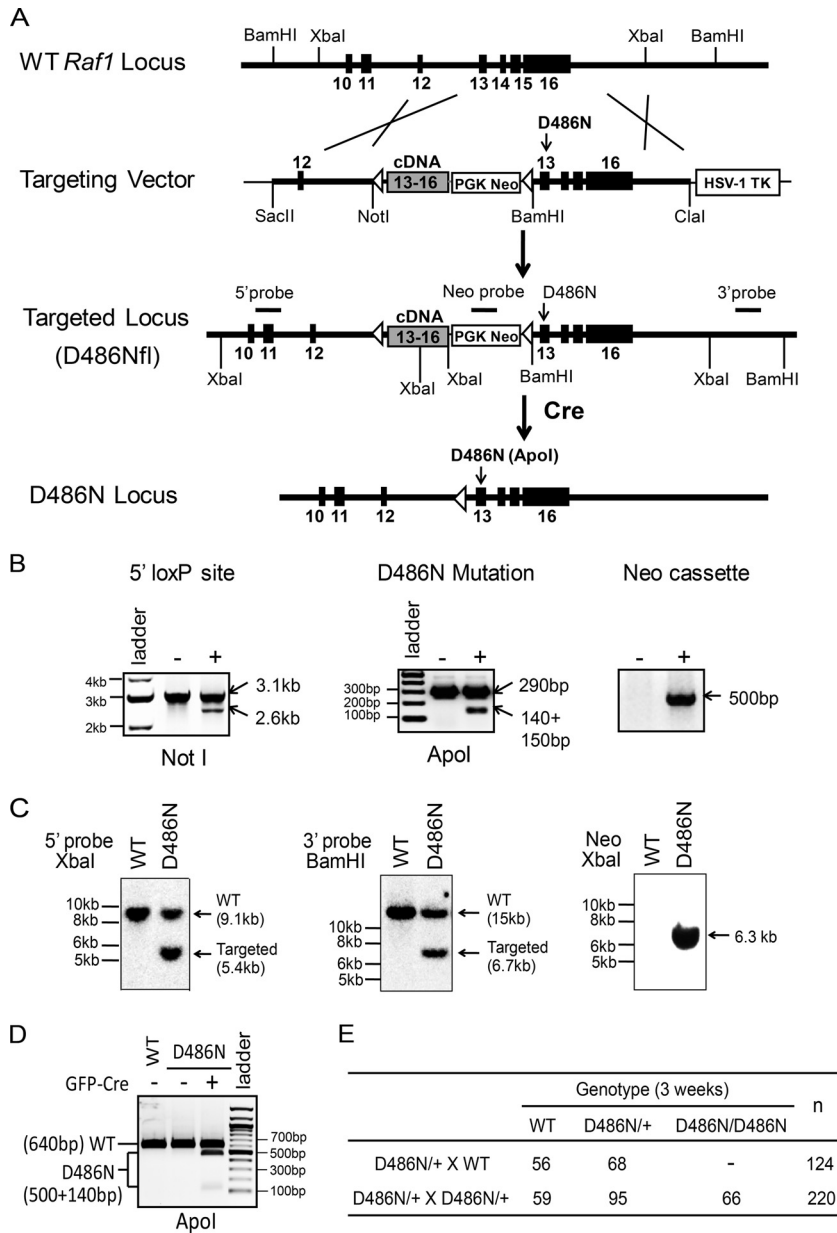 A
BamHI XbaI XbaI BamHI
WT Raf1 Locus
10 11 12 13 14 15 16
D486N
12 cDNA 13 16
Targeting Vector
13-16 PGK Neo HSV-1 TK
SacII NotI BamHI ClaI
5'probe Neo probe D486N 3'probe
Targeted Locus
(D486Nfl)
cDNA
13-16 PGK Neo
10 11 12 13 16
XbaI XbaI XbaI BamHI XbaI BamHI
Cre
D486N (ApoI)
D486N Locus
10 11 12 13 16
B
5' loxP site D486N Mutation Neo cassette
ladder - + ladder - + - +
4kb
3kb
2kb
3.1kb
2.6kb
Not I
300bp
200bp
100bp
290bp
140+
150bp
ApoI
500bp
C
5' probe
XbaI
WT D486N
10kb
8kb
6kb
5kb
WT
(9.1kb)
Targeted
(5.4kb)
3' probe
BamHI
WT D486N
10kb
8kb
6kb
5kb
WT
(15kb)
Targeted
(6.7kb)
Neo
XbaI
WT D486N
10kb
8kb
6kb
5kb
6.3 kb
D
WT D486N ladder
GFP-Cre - - +
(640bp) WT
D486N
(500+140bp)
700bp
500bp
300bp
100bp
ApoI
E
Genotype (3 weeks) n
WT D486N/+ D486N/D486N
D486N/+ X WT 56 68 - 124
D486N/+ X D486N/+ 59 95 66 220